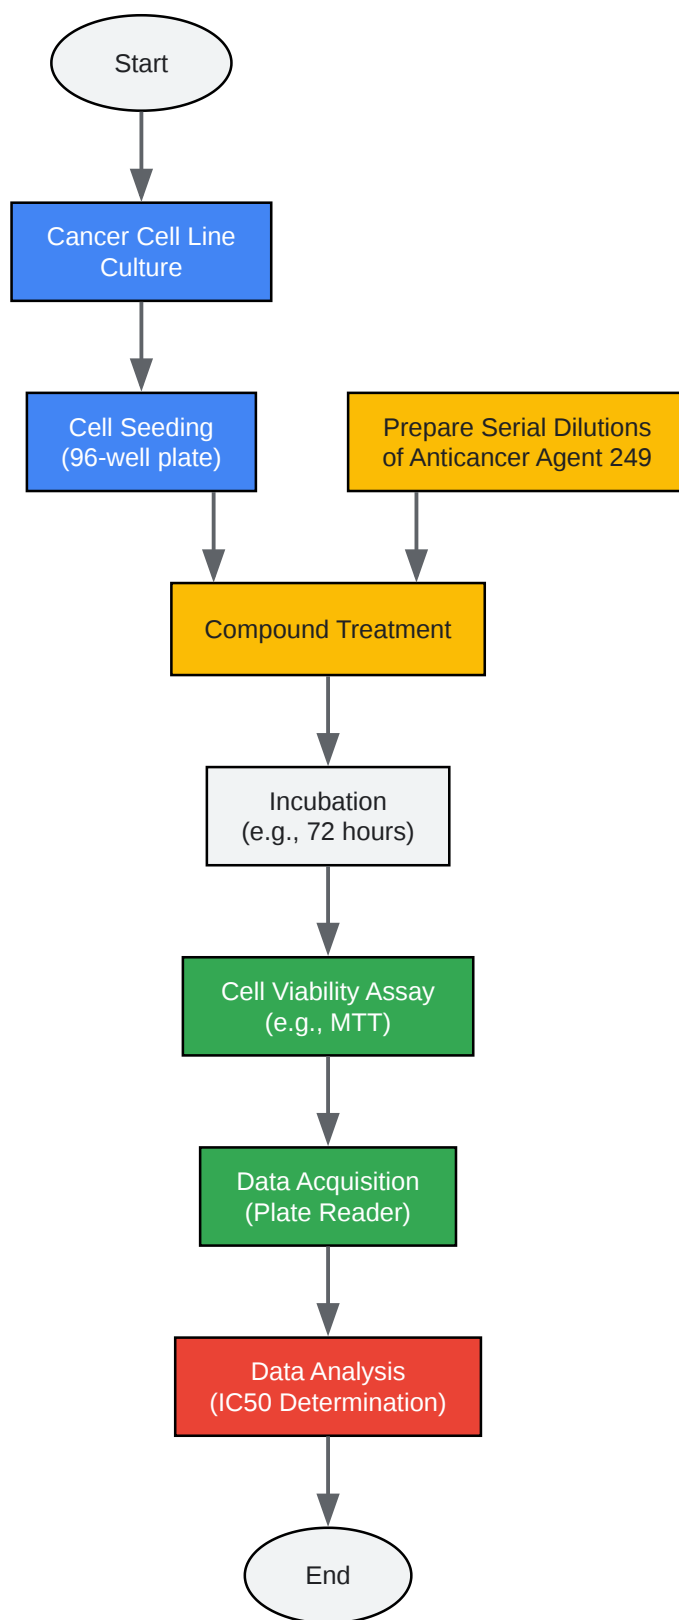 Start
Cancer Cell Line
Culture
Cell Seeding
(96-well plate)
Prepare Serial Dilutions
of Anticancer Agent 249
Compound Treatment
Incubation
(e.g., 72 hours)
Cell Viability Assay
(e.g., MTT)
Data Acquisition
(Plate Reader)
Data Analysis
(IC50 Determination)
End